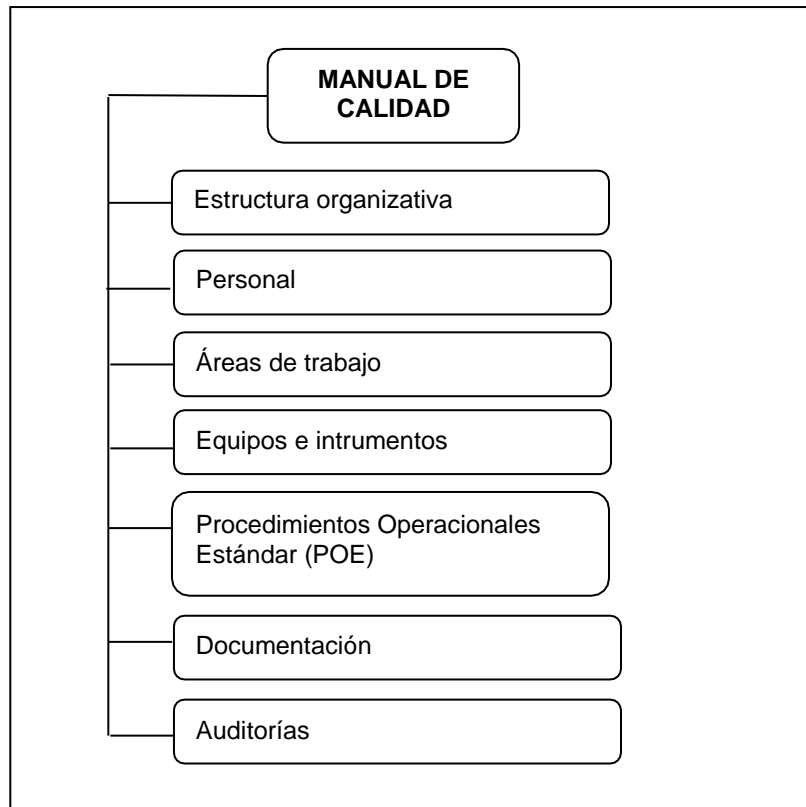 MANUAL DE
CALIDAD
Estructura organizativa
Personal
Áreas de trabajo
Equipos e intrumentos
Procedimientos Operacionales
Estándar (POE)
Documentación
Auditorías